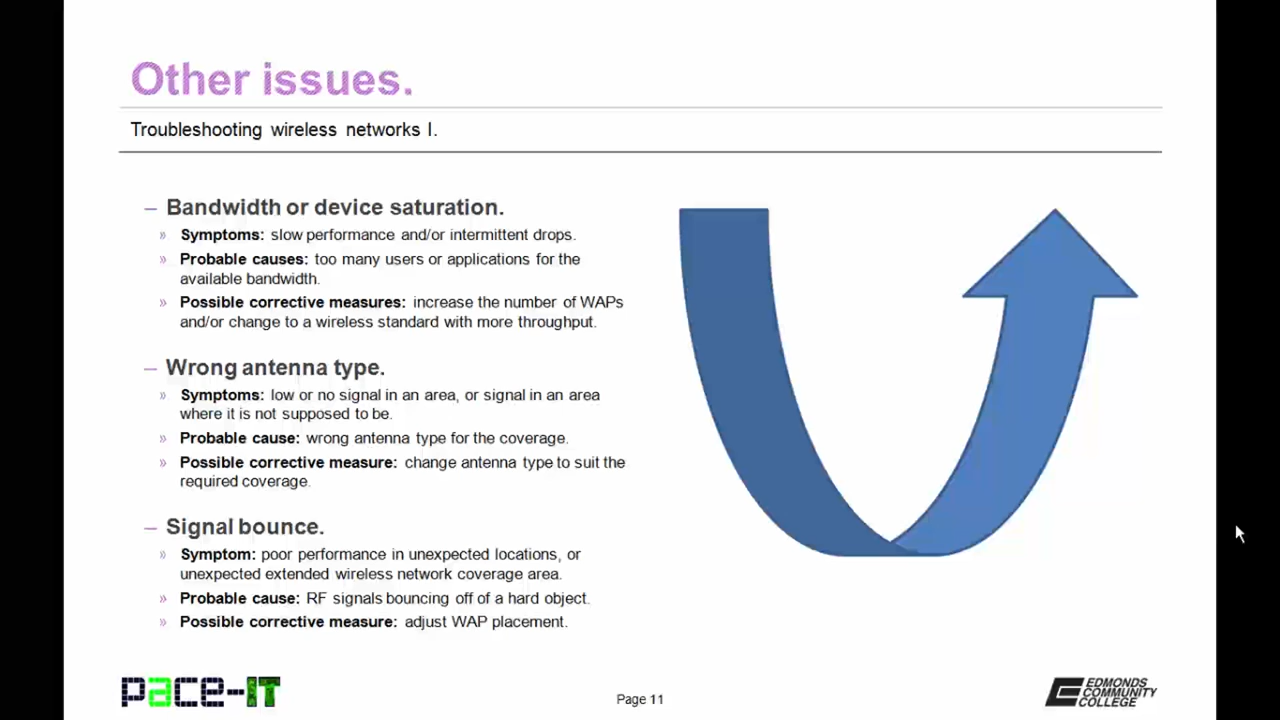 Other issues.
Troubleshooting wireless networks I.
– Bandwidth or device saturation.
» Symptoms: slow performance and/or intermittent drops.
» Probable causes: too many users or applications for the
available bandwidth.
» Possible corrective measures: increase the number of WAPs
and/or change to a wireless standard with more throughput.
– Wrong antenna type.
» Symptoms: low or no signal in an area, or signal in an area
where it is not supposed to be.
» Probable cause: wrong antenna type for the coverage.
» Possible corrective measure: change antenna type to suit the
required coverage.
– Signal bounce.
» Symptom: poor performance in unexpected locations, or
unexpected extended wireless network coverage area.
» Probable cause: RF signals bouncing off of a hard object.
» Possible corrective measure: adjust WAP placement.
pace-IT
Page 11
EDMONDS
COMMUNITY
COLLEGE